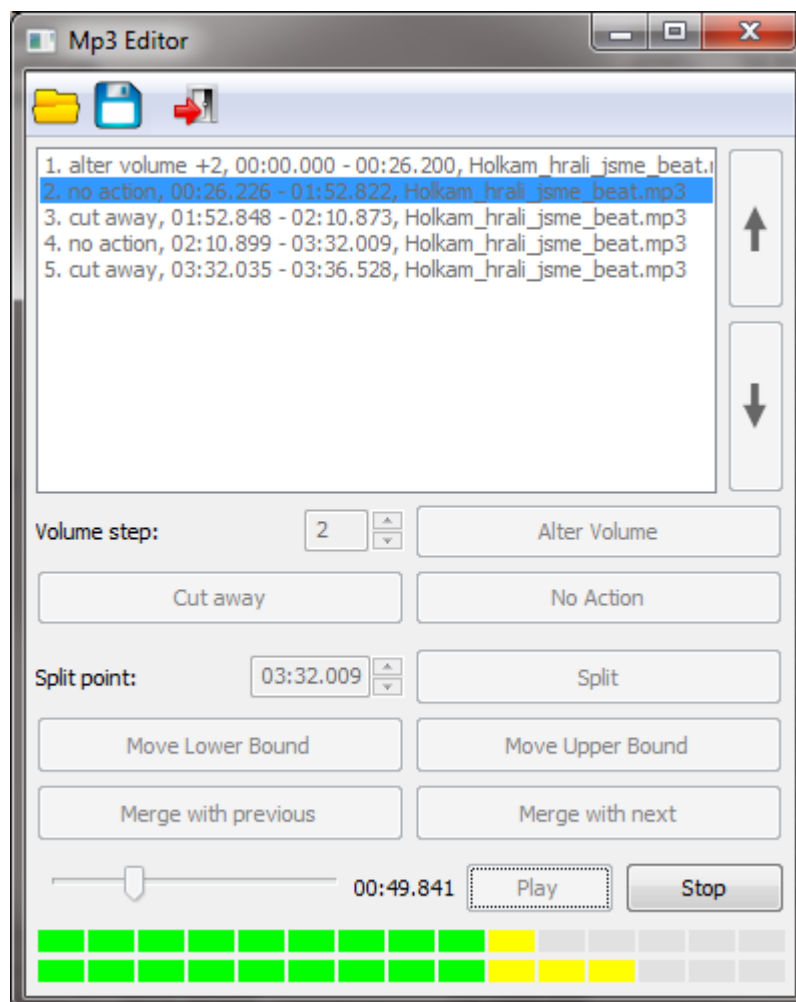 Mp3 Editor
1. alter volume +2, 00:00.000 - 00:26.200, Holkam_hrali_jsme_beat.
2. no action, 00:26.226 - 01:52.822, Holkam_hrali_jsme_beat.mp3
3. cut away, 01:52.848 - 02:10.873, Holkam_hrali_jsme_beat.mp3
4. no action, 02:10.899 - 03:32.009, Holkam_hrali_jsme_beat.mp3
5. cut away, 03:32.035 - 03:36.528, Holkam_hrali_jsme_beat.mp3
Volume step: 2 Alter Volume
Cut away No Action
Split point: 03:32.009 Split
Move Lower Bound Move Upper Bound
Merge with previous Merge with next
00:49.841 Play Stop